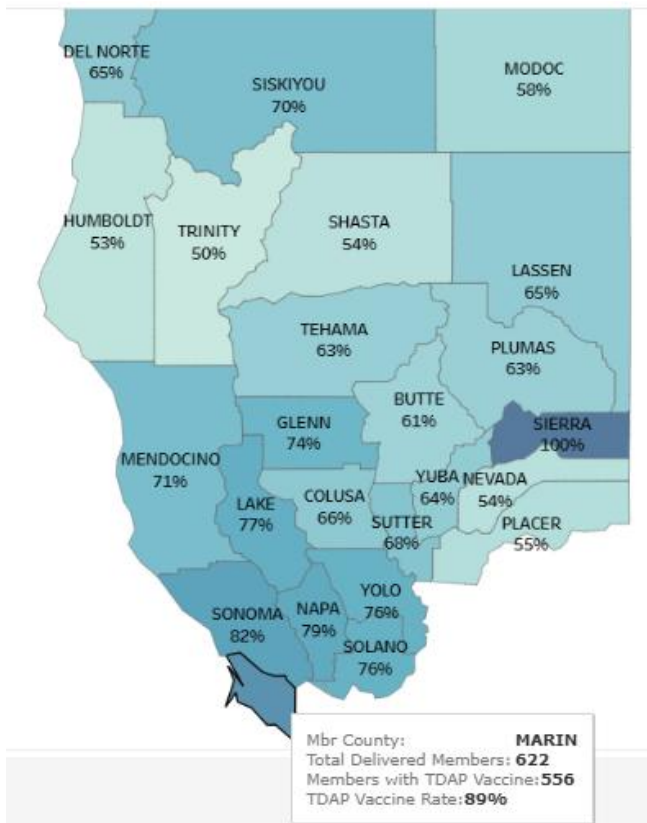 DEL NORTE
65%
SISKIYOU
70%
MODOC
58%
HUMBOLDT
53%
TRINITY
50%
SHASTA
54%
LASSEN
65%
TEHAMA
63%
PLUMAS
63%
BUTTE
61%
SIERRA
100%
GLENN
74%
MENDOCINO
71%
LAKE
77%
COLUSA
66%
YUBA
64%
NEVADA
54%
SUTTER
68%
PLACER
55%
SONOMA
82%
NAPA
79%
YOLO
76%
SOLANO
76%
Mbr County: MARIN
Total Delivered Members: 622
Members with TDAP Vaccine: 556
TDAP Vaccine Rate: 89%